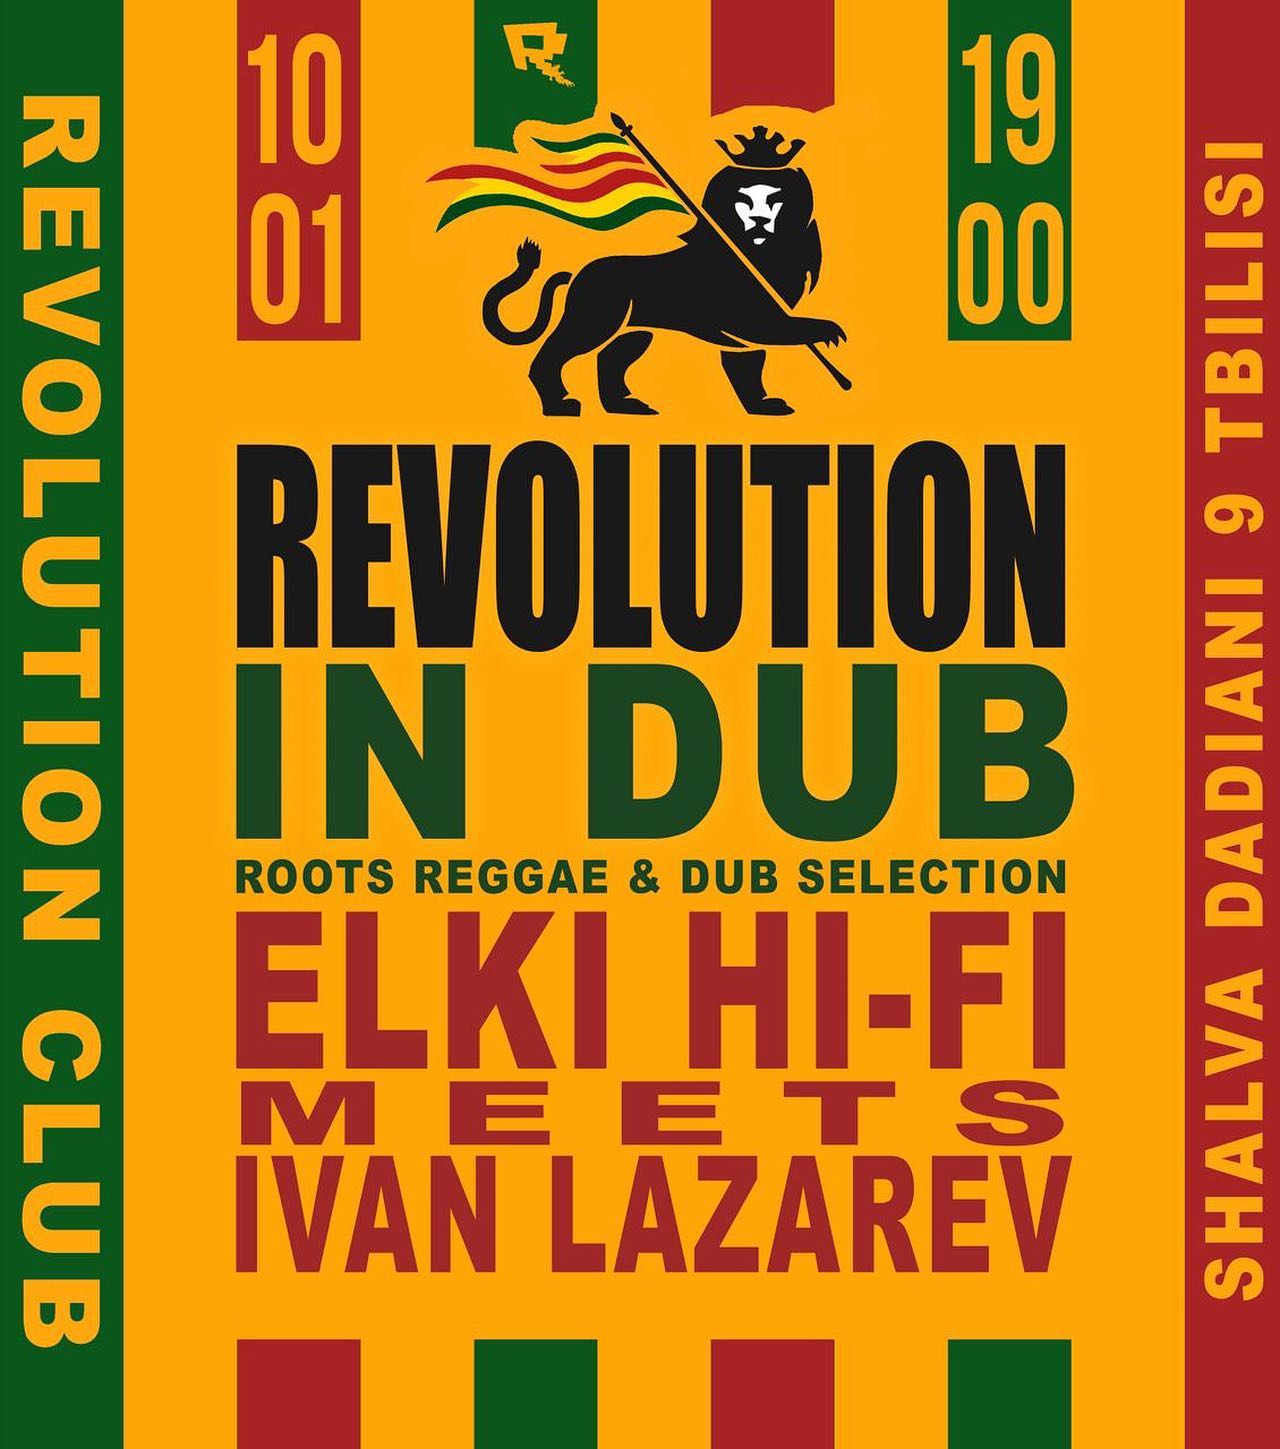 REVOLUTION CLUB
10
01
R
19
00
REVOLUTION
IN DUB
ROOTS REGGAE & DUB SELECTION
ELKI HI-FI
MEETS
IVAN LAZAREV
SHALVA DADIANI 9 TBILISI